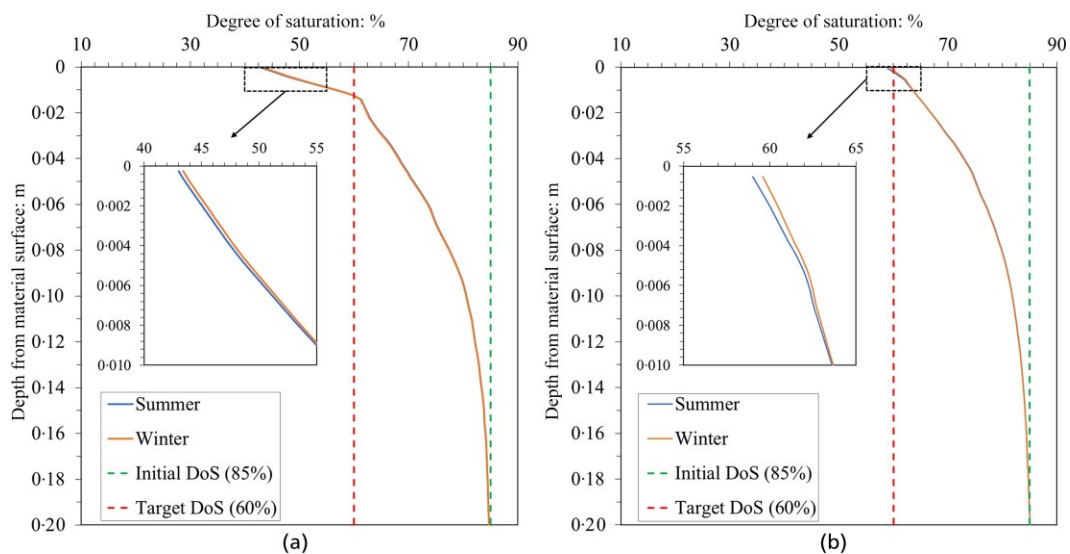 Degree of saturation: %
10 30 50 70 90
Depth from material surface: m
0
0·02
0·04
0·06
0·08
0·10
0·12
0·14
0·16
0·18
0·20
40 45 50 55
0
0·002
0·004
0·006
0·008
0·010
Summer
Winter
Initial DoS (85%)
Target DoS (60%)
(a)
Degree of saturation: %
10 30 50 70 90
Depth from material surface: m
0
0·02
0·04
0·06
0·08
0·10
0·12
0·14
0·16
0·18
0·20
55 60 65
0
0·002
0·004
0·006
0·008
0·010
Summer
Winter
Initial DoS (85%)
Target DoS (60%)
(b)